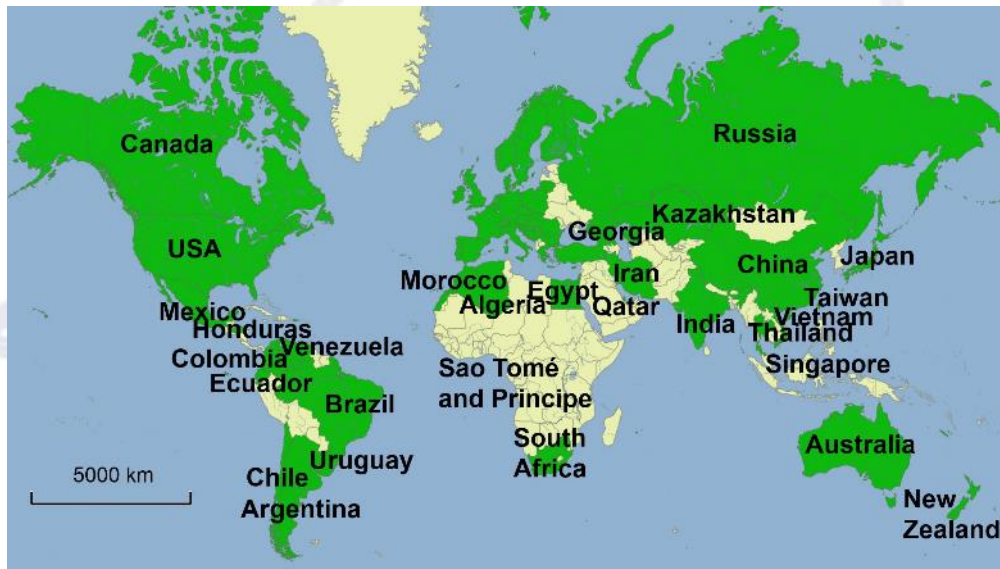 Canada
Russia
USA
Kazakhstan
Georgia
China
Japan
Iran
Morocco
Algeria
Egypt
Qatar
Taiwan
India
Vietnam
Thailand
Singapore
Mexico
Honduras
Colombia
Venezuela
Ecuador
Brazil
Sao Tomé
and Principe
South
Africa
Uruguay
Australia
Chile
Argentina
New
Zealand
5000 km